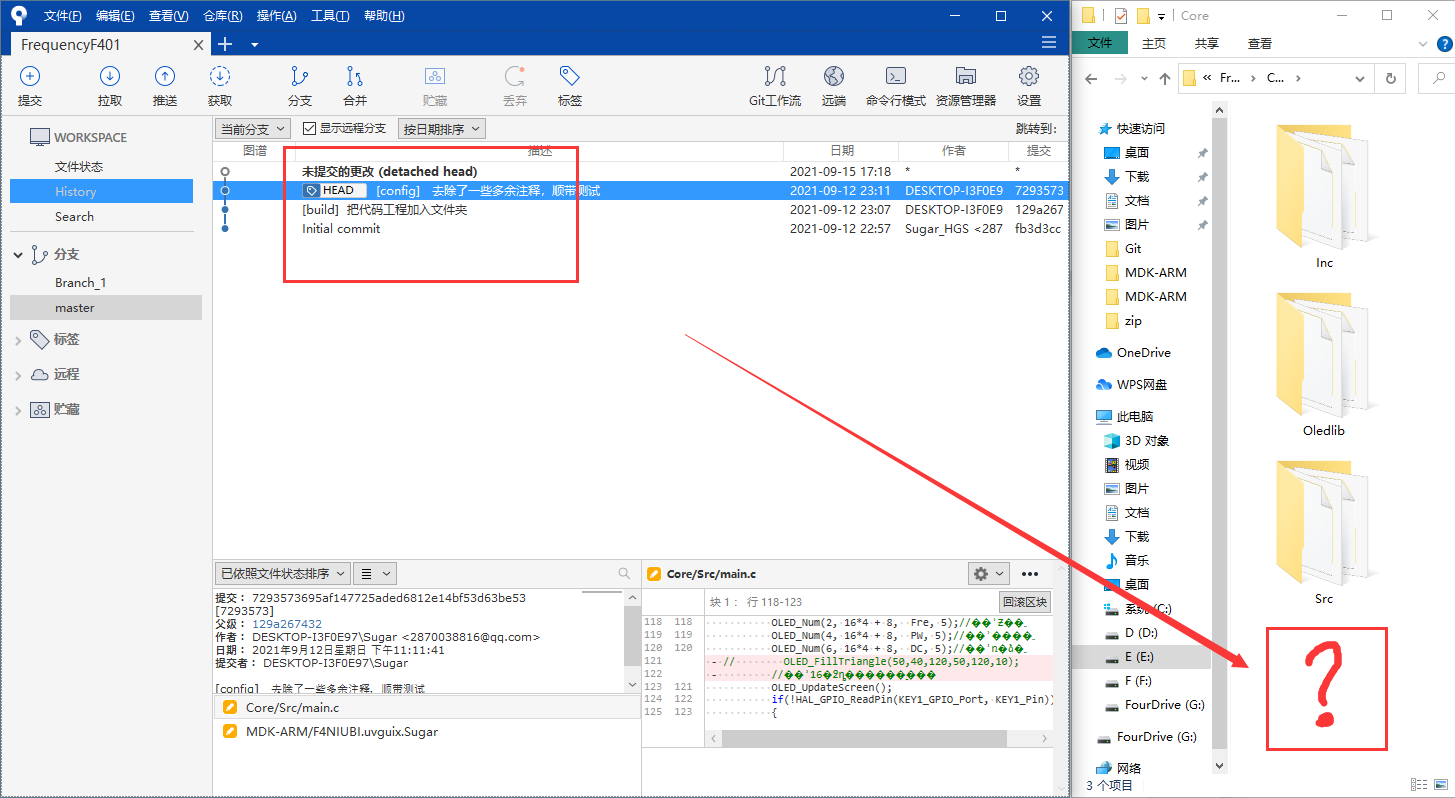 文件(F) 编辑(E) 查看(V) 仓库(R) 操作(A) 工具(T) 帮助(H)
FrequencyF401
提交 拉取 推送 获取 分支 合并 贮藏 丢弃 标签 Git工作流 远端 命令行模式 资源管理器 设置
WORKSPACE
文件状态
History
Search
分支
Branch_1
master
标签
远程
贮藏
当前分支 显示远程分支 按日期排序 跳转到:
图谱 描述 日期 作者 提交
未提交的更改 (detached head) 2021-09-15 17:18 * *
HEAD [config] 去除了一些多余注释，顺带测试 2021-09-12 23:11 DESKTOP-I3F0E9 7293573
[build] 把代码工程加入文件夹 2021-09-12 23:07 DESKTOP-I3F0E9 129a267
Initial commit 2021-09-12 22:57 Sugar_HGS <287 fb3d3cc
已依照文件状态排序
提交： 7293573695af147725aded6812e14bf53d63be53
[7293573]
父级： 129a267432
作者： DESKTOP-I3F0E97\Sugar <2870038816@qq.com>
日期： 2021年9月12日星期日 下午11:11:41
提交者： DESKTOP-I3F0E97\Sugar
[config] 去除了一些多余注释，顺带测试
Core/Src/main.c
MDK-ARM/F4NIUBI.uvguix.Sugar
Core/Src/main.c
块 1： 行 118-123 回滚区块
118 118 OLED_Num(2, 16*4 + 8, Fre, 5);//
119 119 OLED_Num(4, 16*4 + 8, PW, 5);//
120 120 OLED_Num(6, 16*4 + 8, DC, 5);//
121 - // OLED_FillTriangle(50,40,120,50,120,10);
122 - //
123 121 OLED_UpdateScreen();
124 122 if(!HAL_GPIO_ReadPin(KEY1_GPIO_Port, KEY1_Pin))
125 123 {
Core
文件 主页 共享 查看
« Fr... › C... ›
快速访问
桌面
下载
文档
图片
Git
MDK-ARM
MDK-ARM
zip
OneDrive
WPS网盘
此电脑
3D 对象
视频
图片
文档
下载
音乐
桌面
系统 (C:)
D (D:)
E (E:)
F (F:)
FourDrive (G:)
FourDrive (G:)
网络
3 个项目
Inc
Oledlib
Src
?